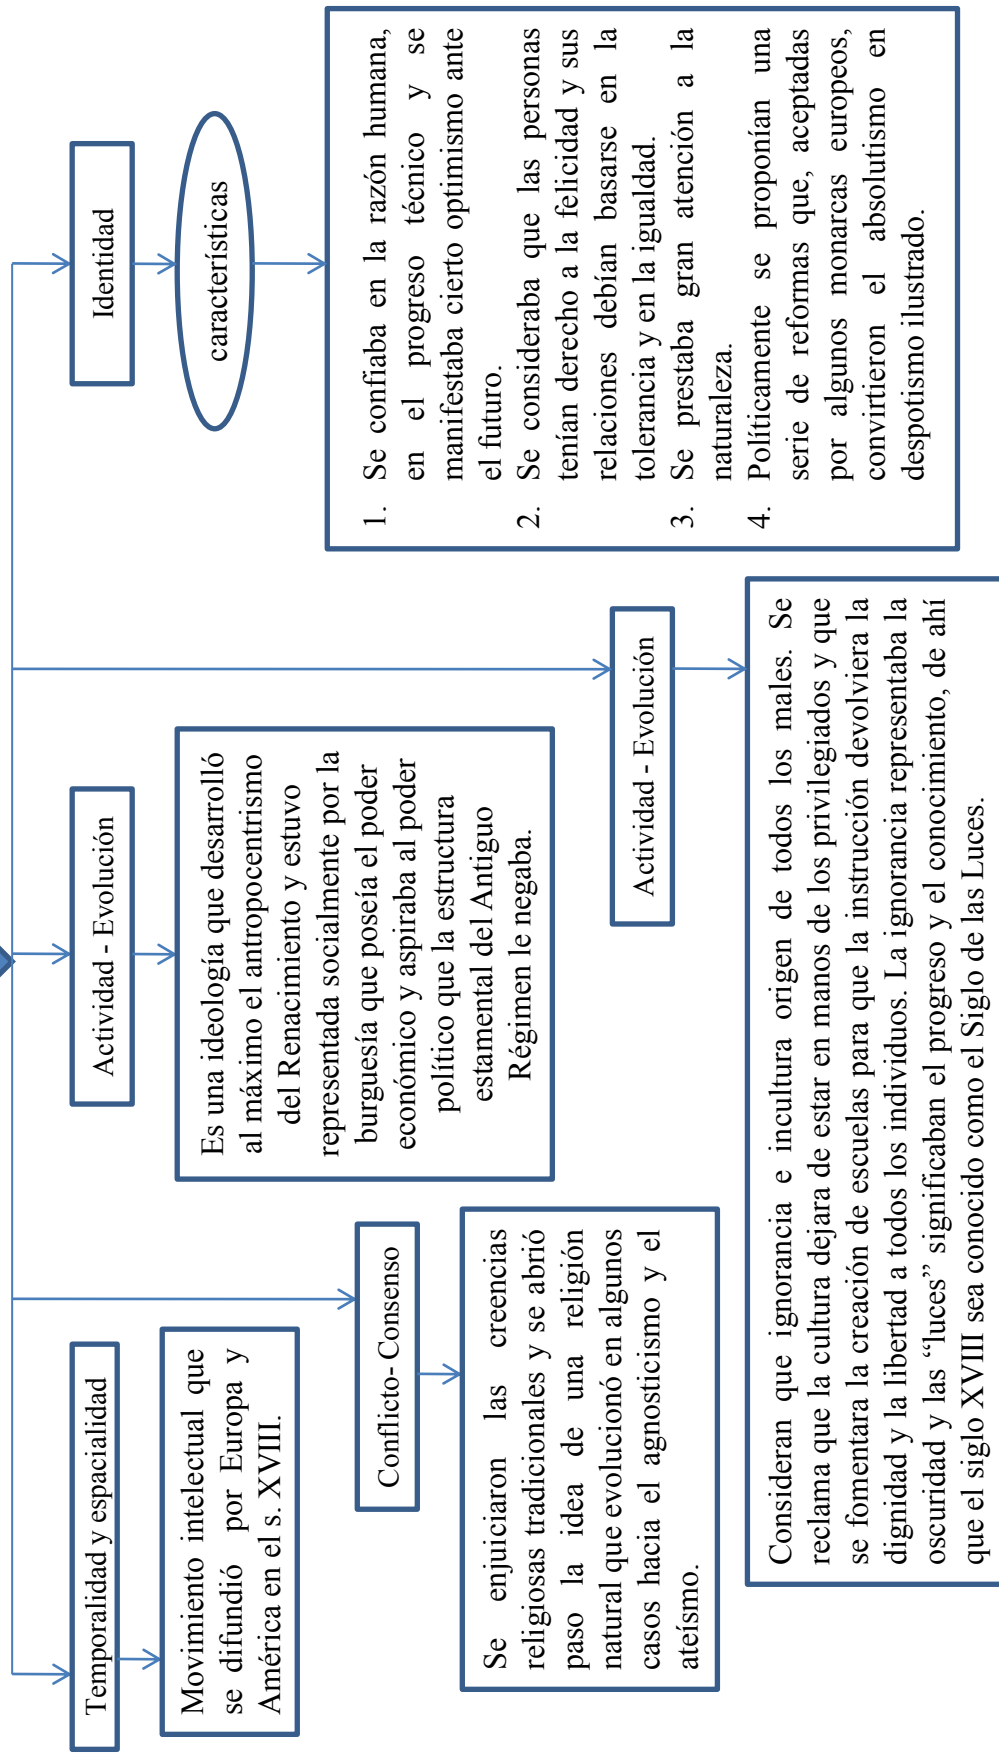 Temporalidad y espacialidad
Movimiento intelectual que
se difundió por Europa y
América en el s. XVIII.
Conflicto- Consenso
Se enjuiciaron las creencias
religiosas tradicionales y se abrió
paso la idea de una religión
natural que evolucionó en algunos
casos hacia el agnosticismo y el
ateísmo.
Actividad - Evolución
Es una ideología que desarrolló
al máximo el antropocentrismo
del Renacimiento y estuvo
representada socialmente por la
burguesía que poseía el poder
económico y aspiraba al poder
político que la estructura
estamental del Antiguo
Régimen le negaba.
Actividad - Evolución
Consideran que ignorancia e incultura origen de todos los males. Se
reclama que la cultura dejara de estar en manos de los privilegiados y que
se fomentara la creación de escuelas para que la instrucción devolviera la
dignidad y la libertad a todos los individuos. La ignorancia representaba la
oscuridad y las “luces” significaban el progreso y el conocimiento, de ahí
que el siglo XVIII sea conocido como el Siglo de las Luces.
Identidad
características
1. Se confiaba en la razón humana,
en el progreso técnico y se
manifestaba cierto optimismo ante
el futuro.
2. Se consideraba que las personas
tenían derecho a la felicidad y sus
relaciones debían basarse en la
tolerancia y en la igualdad.
3. Se prestaba gran atención a la
naturaleza.
4. Políticamente se proponían una
serie de reformas que, aceptadas
por algunos monarcas europeos,
convirtieron el absolutismo en
despotismo ilustrado.